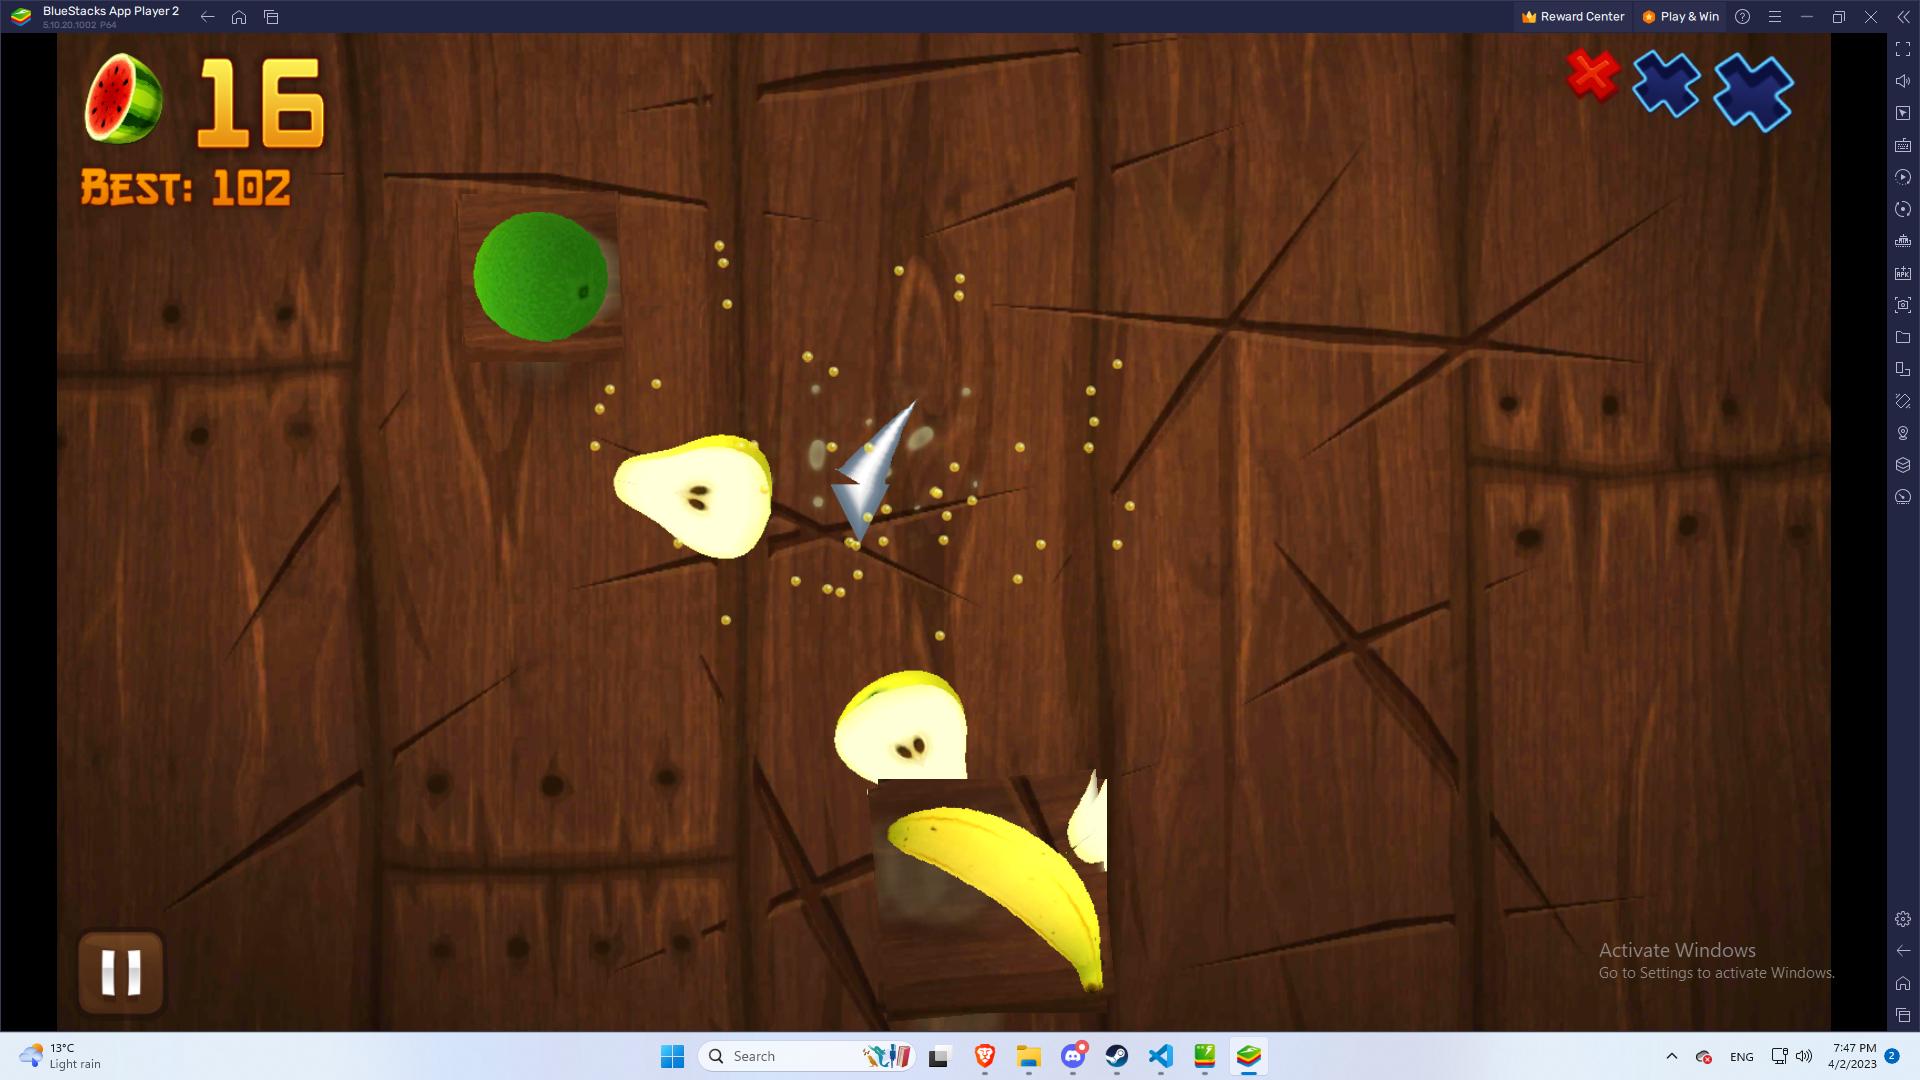 BlueStacks App Player 2
5.10.20.1002 P64
Reward Center
Play & Win
16
BEST: 102
Activate Windows
Go to Settings to activate Windows.
13°C
Light rain
Search
ENG
7:47 PM
4/2/2023
2